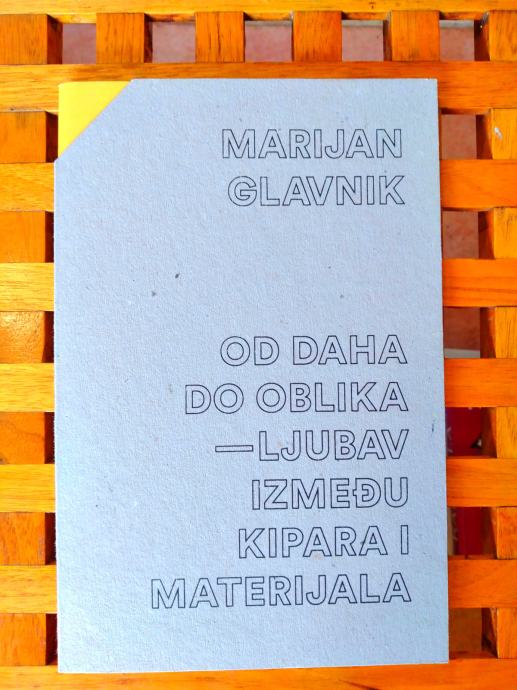 MARIJAN
GLAVNIK
OD DAHA
DO OBLIKA
—LJUBAV
IZMEĐU
KIPARA I
MATERIJALA